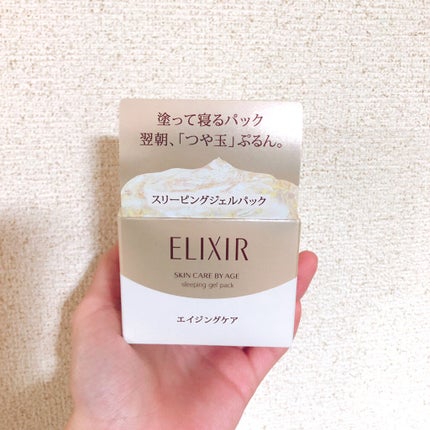 塗って寝るパック
翌朝、「つや玉」ぷるん。
スリーピングジェルパック
ELIXIR
SKIN CARE BY AGE
sleeping gel pack
エイジングケア